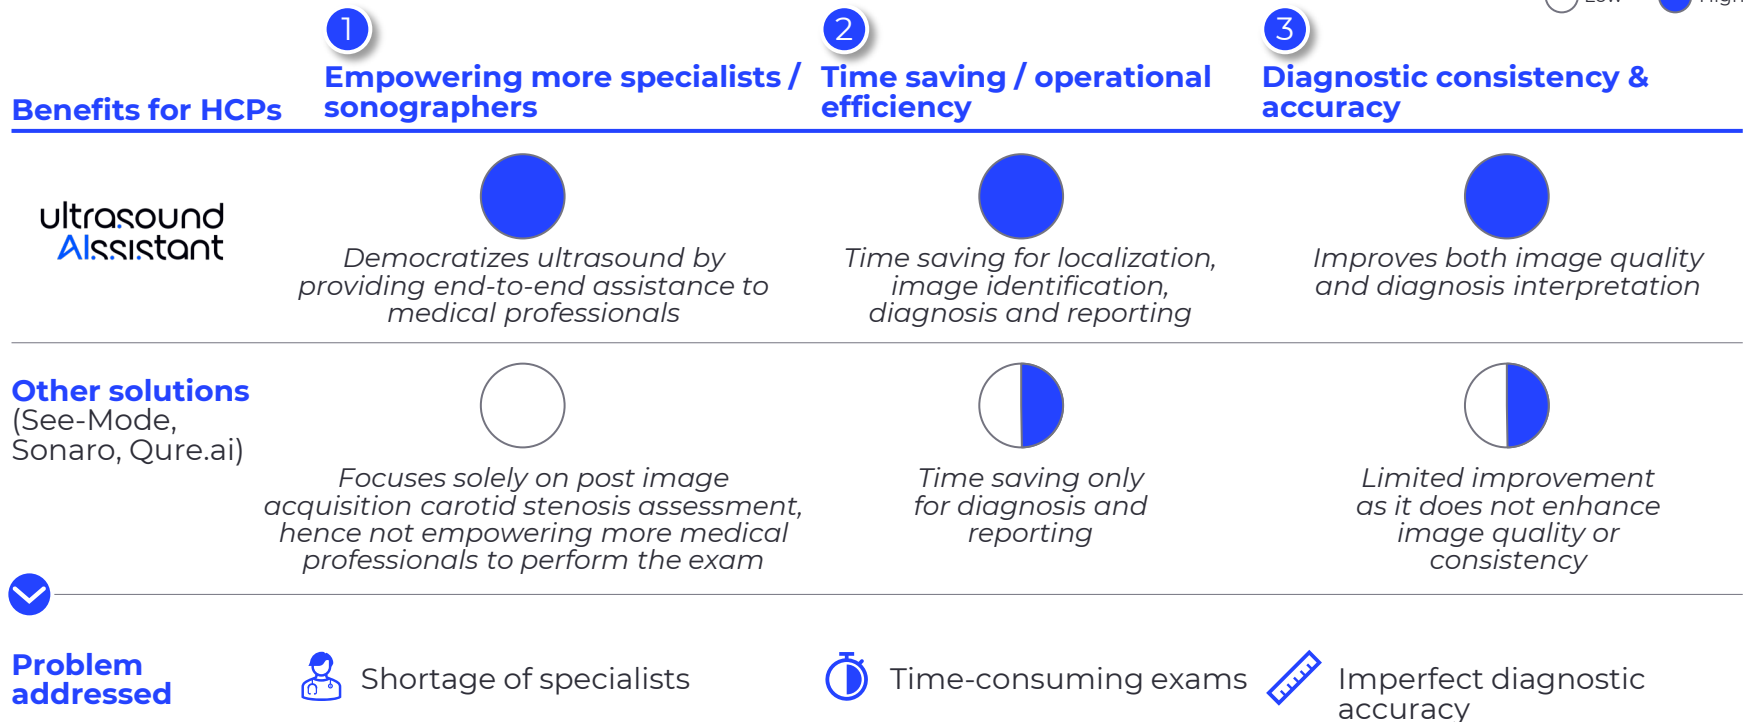 Low High
1
2
3
Benefits for HCPs
Empowering more specialists /
sonographers
Time saving / operational
efficiency
Diagnostic consistency &
accuracy
ultrasound
AIssistant
Democratizes ultrasound by
providing end-to-end assistance to
medical professionals
Time saving for localization,
image identification,
diagnosis and reporting
Improves both image quality
and diagnosis interpretation
Other solutions
(See-Mode,
Sonaro, Qure.ai)
Focuses solely on post image
acquisition carotid stenosis assessment,
hence not empowering more medical
professionals to perform the exam
Time saving only
for diagnosis and
reporting
Limited improvement
as it does not enhance
image quality or
consistency
Problem
addressed
Shortage of specialists
Time-consuming exams
Imperfect diagnostic
accuracy